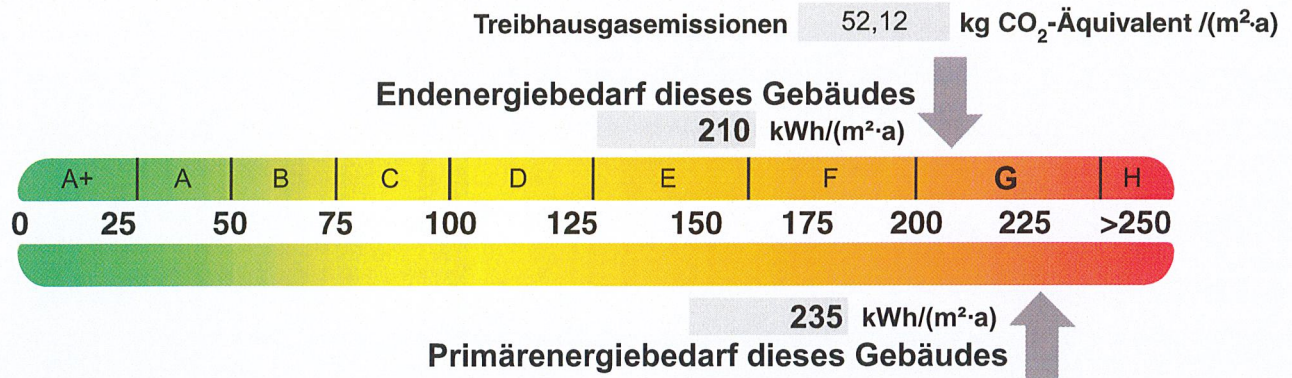 Treibhausgasemissionen 52,12 kg CO₂-Äquivalent /(m²·a)
Endenergiebedarf dieses Gebäudes
210 kWh/(m²·a)
A+ A B C D E F G H
0 25 50 75 100 125 150 175 200 225 >250
235 kWh/(m²·a)
Primärenergiebedarf dieses Gebäudes